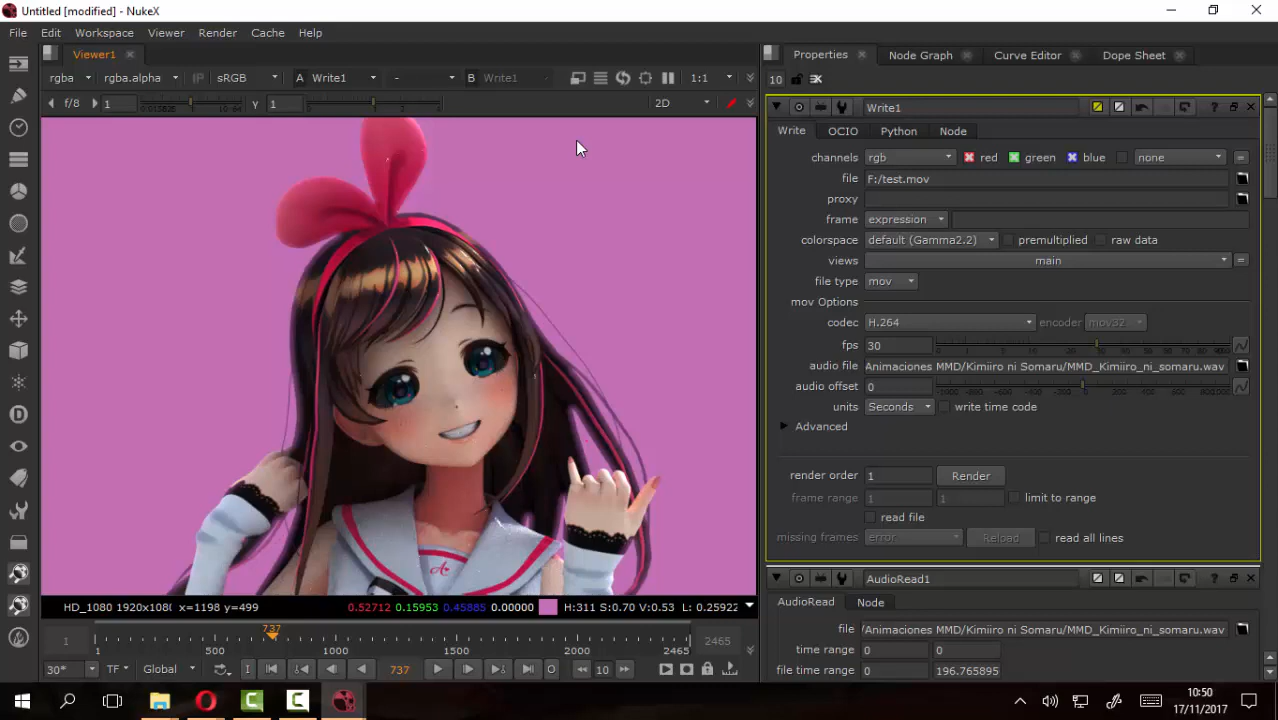 Untitled [modified] - NukeX
File Edit Workspace Viewer Render Cache Help
Viewer1
Properties Node Graph Curve Editor Dope Sheet
rgba rgba.alpha IP sRGB A Write1 - B Write1 1:1
10
f/8 1 y 1 2D
Write1
Write OCIO Python Node
channels rgb red green blue none =
file F:/test.mov
proxy
frame expression
colorspace default (Gamma2.2) premultiplied raw data
views main =
file type mov
mov Options
codec H.264 encoder mov32
fps 30
audio file Animaciones MMD/Kimiiro ni Somaru/MMD_Kimiiro_ni_somaru.wav
audio offset 0
units Seconds write time code
Advanced
render order 1 Render
frame range 1 1 limit to range
read file
missing frames error Reload read all lines
AudioRead1
AudioRead Node
file /Animaciones MMD/Kimiiro ni Somaru/MMD_Kimiiro_ni_somaru.wav
time range 0 0
file time range 0 196.765895
HD_1080 1920x1080 x=1198 y=499 0.52712 0.15953 0.45885 0.00000 H:311 S:0.70 V:0.53 L: 0.25922
737
1 2465
1 500 1000 1500 2000 2465
30* TF Global 737 10
10:50
17/11/2017